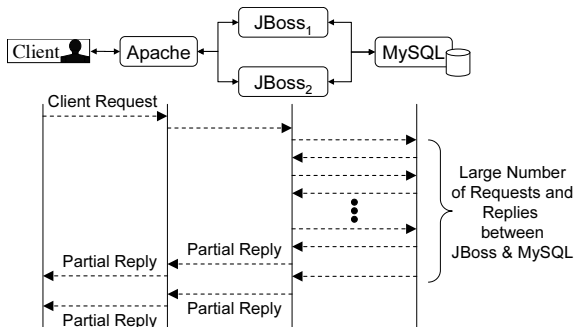 JBoss1
Client
Apache
MySQL
JBoss2
Client Request
Large Number
of Requests and
Replies
between
JBoss & MySQL
Partial Reply
Partial Reply
Partial Reply
Partial Reply